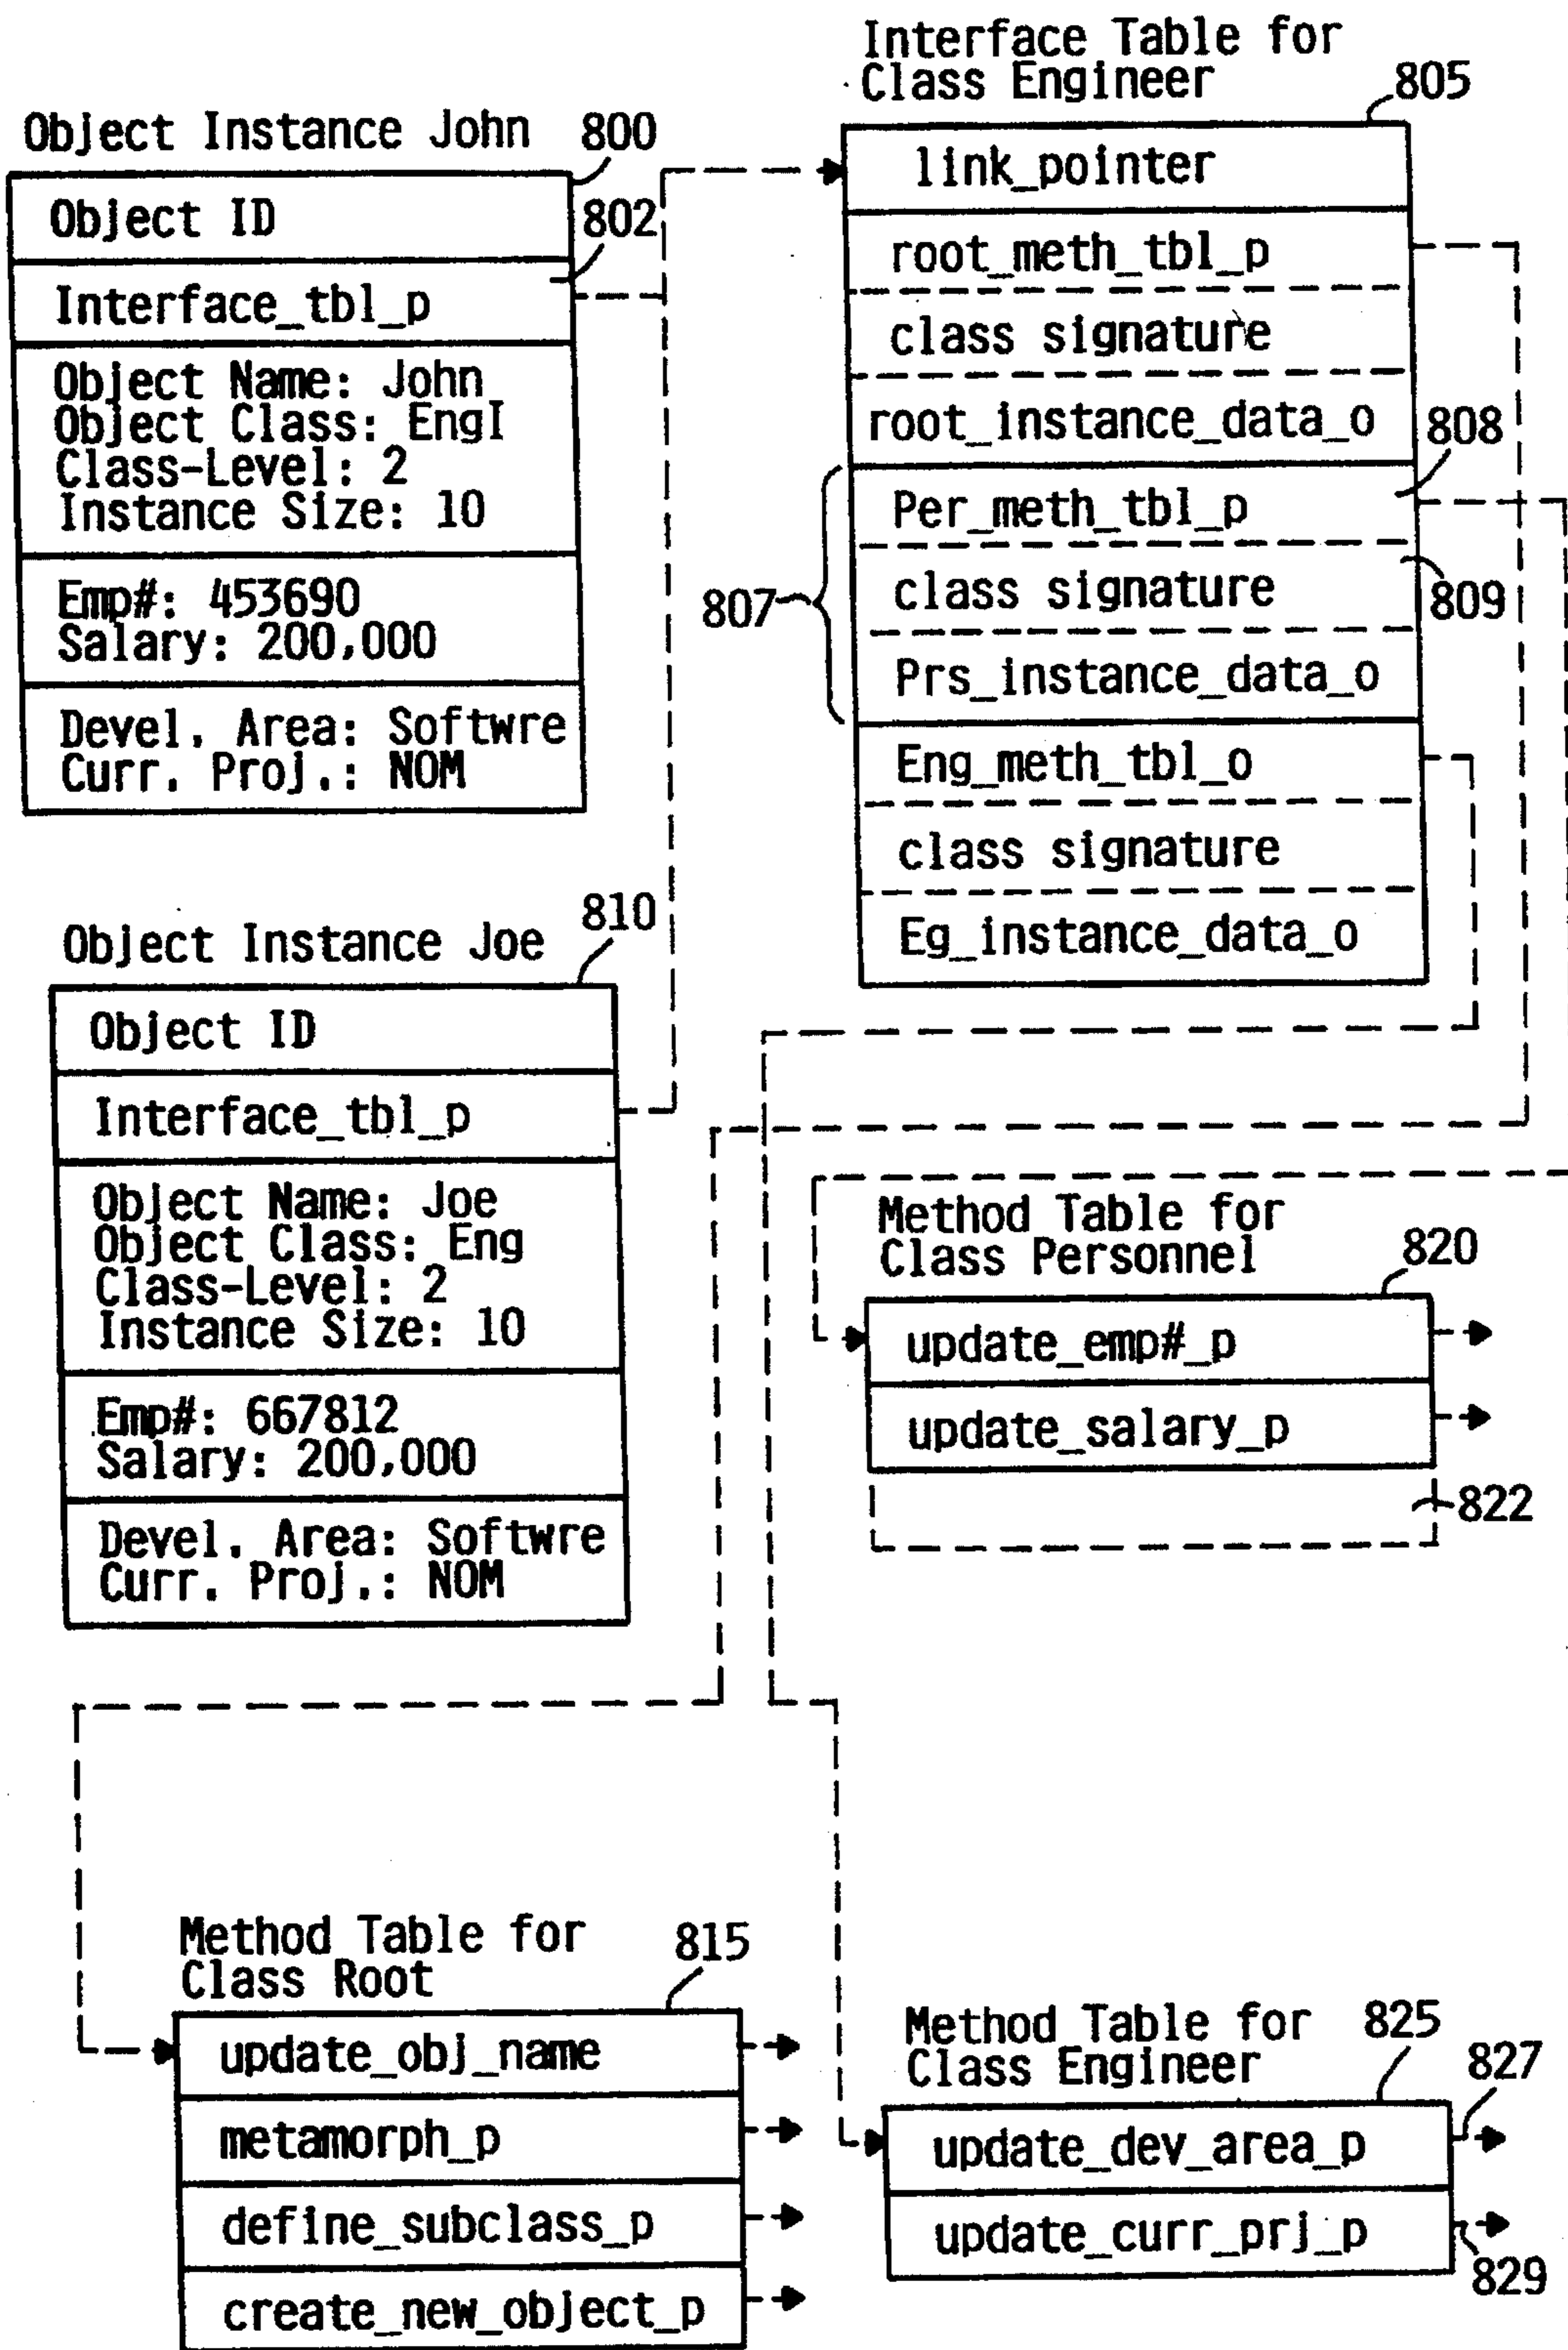 Object Instance John
800
Object ID
802
Interface_tbl_p
Object Name: John
Object Class: EngI
Class-Level: 2
Instance Size: 10
Emp#: 453690
Salary: 200,000
Devel. Area: Softwre
Curr. Proj.: NOM
Interface Table for
Class Engineer
805
link_pointer
root_meth_tbl_p
class signature
root_instance_data_o
808
Per_meth_tbl_p
class signature
809
807
Prs_instance_data_o
Eng_meth_tbl_o
class signature
Eg_instance_data_o
Object Instance Joe
810
Object ID
Interface_tbl_p
Object Name: Joe
Object Class: Eng
Class-Level: 2
Instance Size: 10
Emp#: 667812
Salary: 200,000
Devel. Area: Softwre
Curr. Proj.: NOM
Method Table for
Class Personnel
820
update_emp#_p
update_salary_p
822
Method Table for
Class Root
815
update_obj_name
metamorph_p
define_subclass_p
create_new_object_p
Method Table for
Class Engineer
825
827
update_dev_area_p
update_curr_prj_p
829